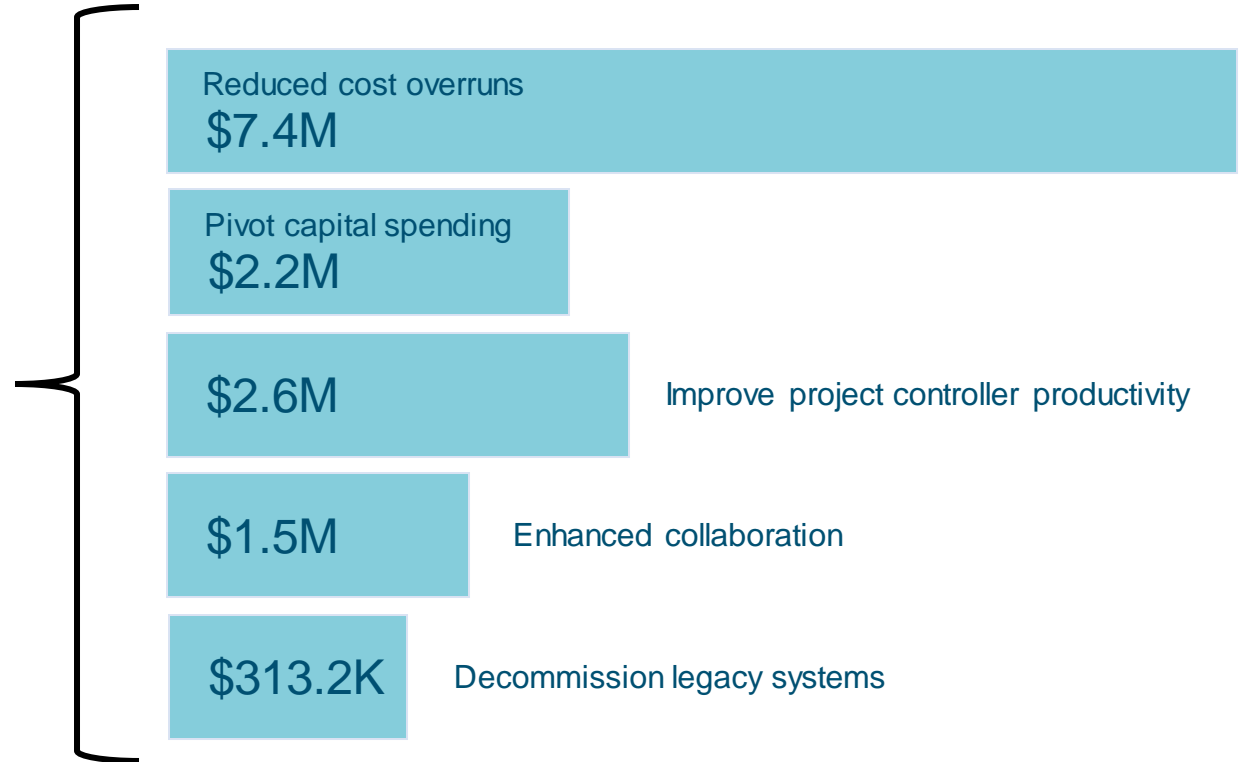 Reduced cost overruns
$7.4M
Pivot capital spending
$2.2M
$2.6M
Improve project controller productivity
$1.5M
Enhanced collaboration
$313.2K
Decommission legacy systems